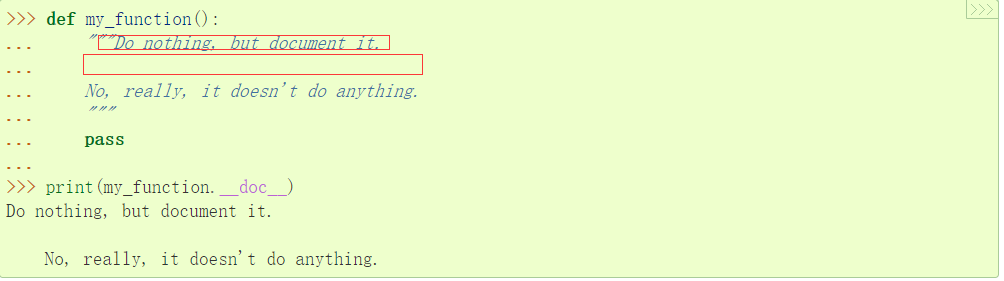 >>>
>>> def my_function():
...     """Do nothing, but document it.
...
...     No, really, it doesn't do anything.
...     """
...     pass
...
>>> print(my_function.__doc__)
Do nothing, but document it.

    No, really, it doesn't do anything.